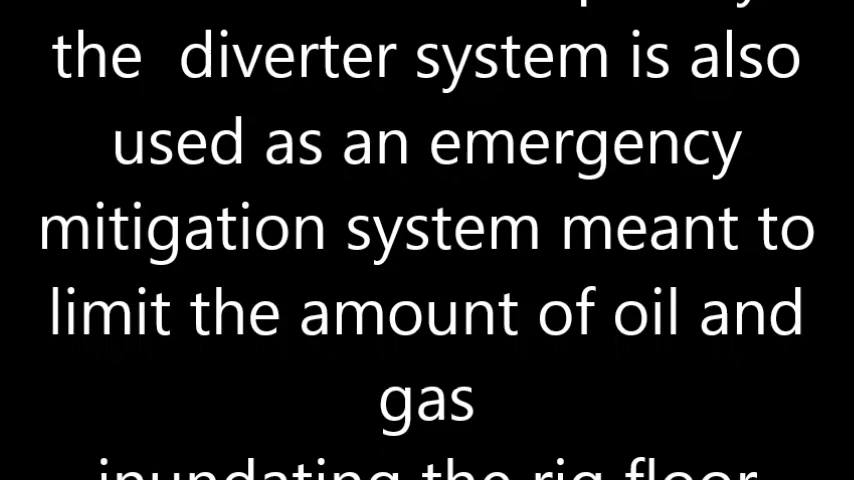 the  diverter system is also
used as an emergency
mitigation system meant to
limit the amount of oil and
gas
inundating the rig floor